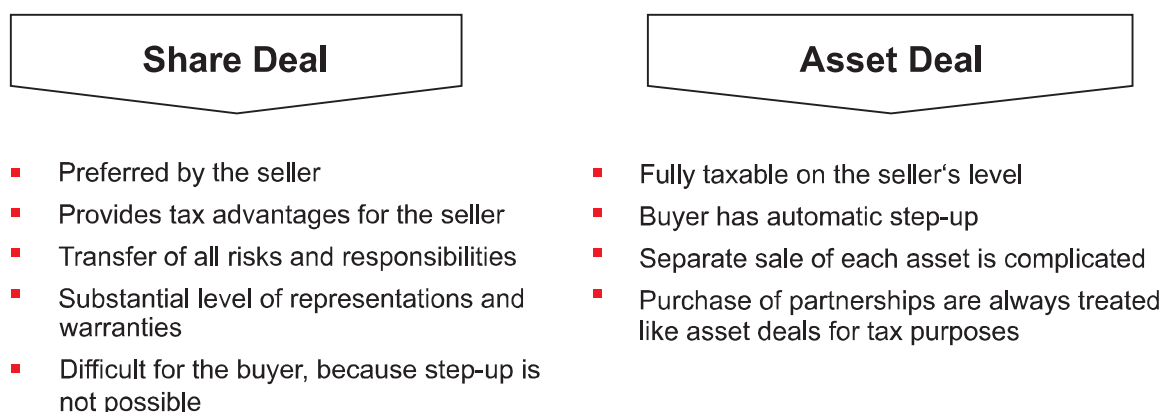 Share Deal
Preferred by the seller
Provides tax advantages for the seller
Transfer of all risks and responsibilities
Substantial level of representations and
warranties
Difficult for the buyer, because step-up is
not possible
Asset Deal
Fully taxable on the seller‘s level
Buyer has automatic step-up
Separate sale of each asset is complicated
Purchase of partnerships are always treated
like asset deals for tax purposes